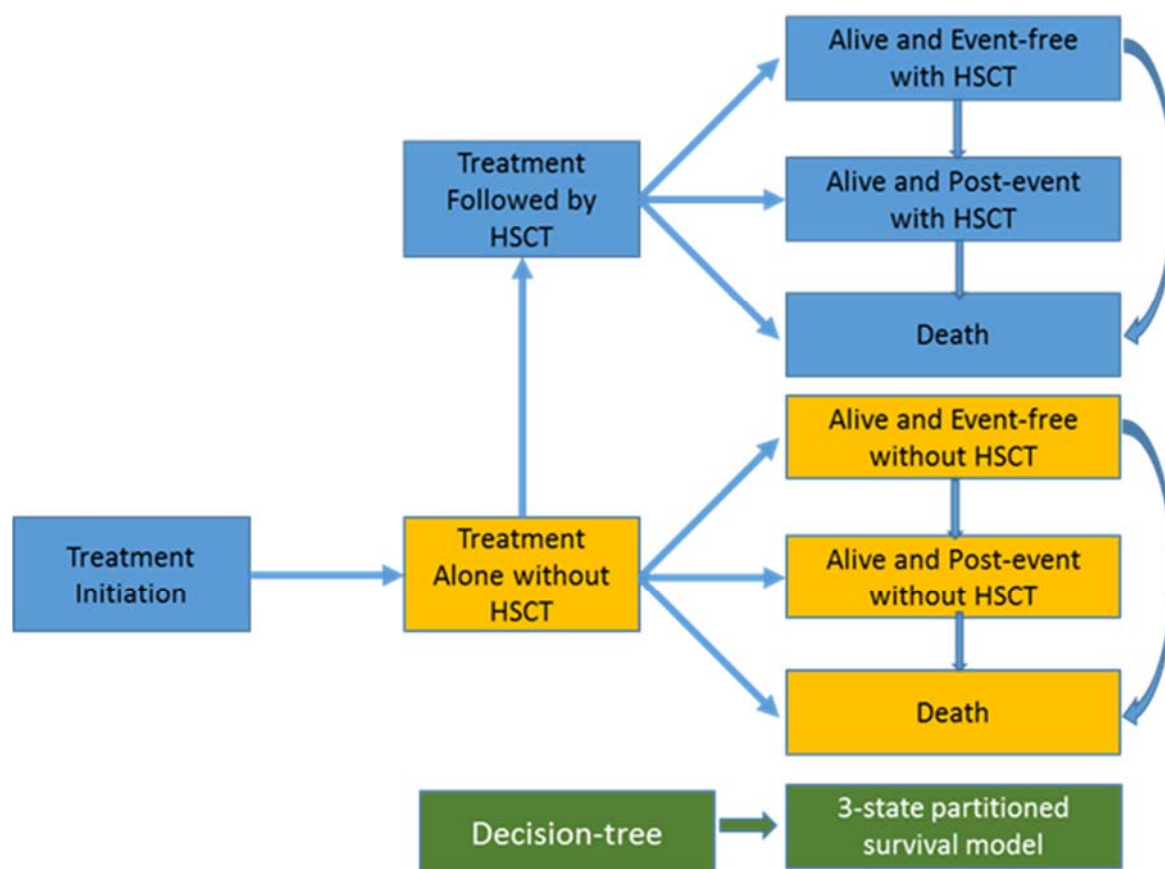 Alive and Event-free
with HSCT
Treatment
Followed by
HSCT
Alive and Post-event
with HSCT
Death
Alive and Event-free
without HSCT
Treatment
Initiation
Treatment
Alone without
HSCT
Alive and Post-event
without HSCT
Death
Decision-tree
3-state partitioned
survival model